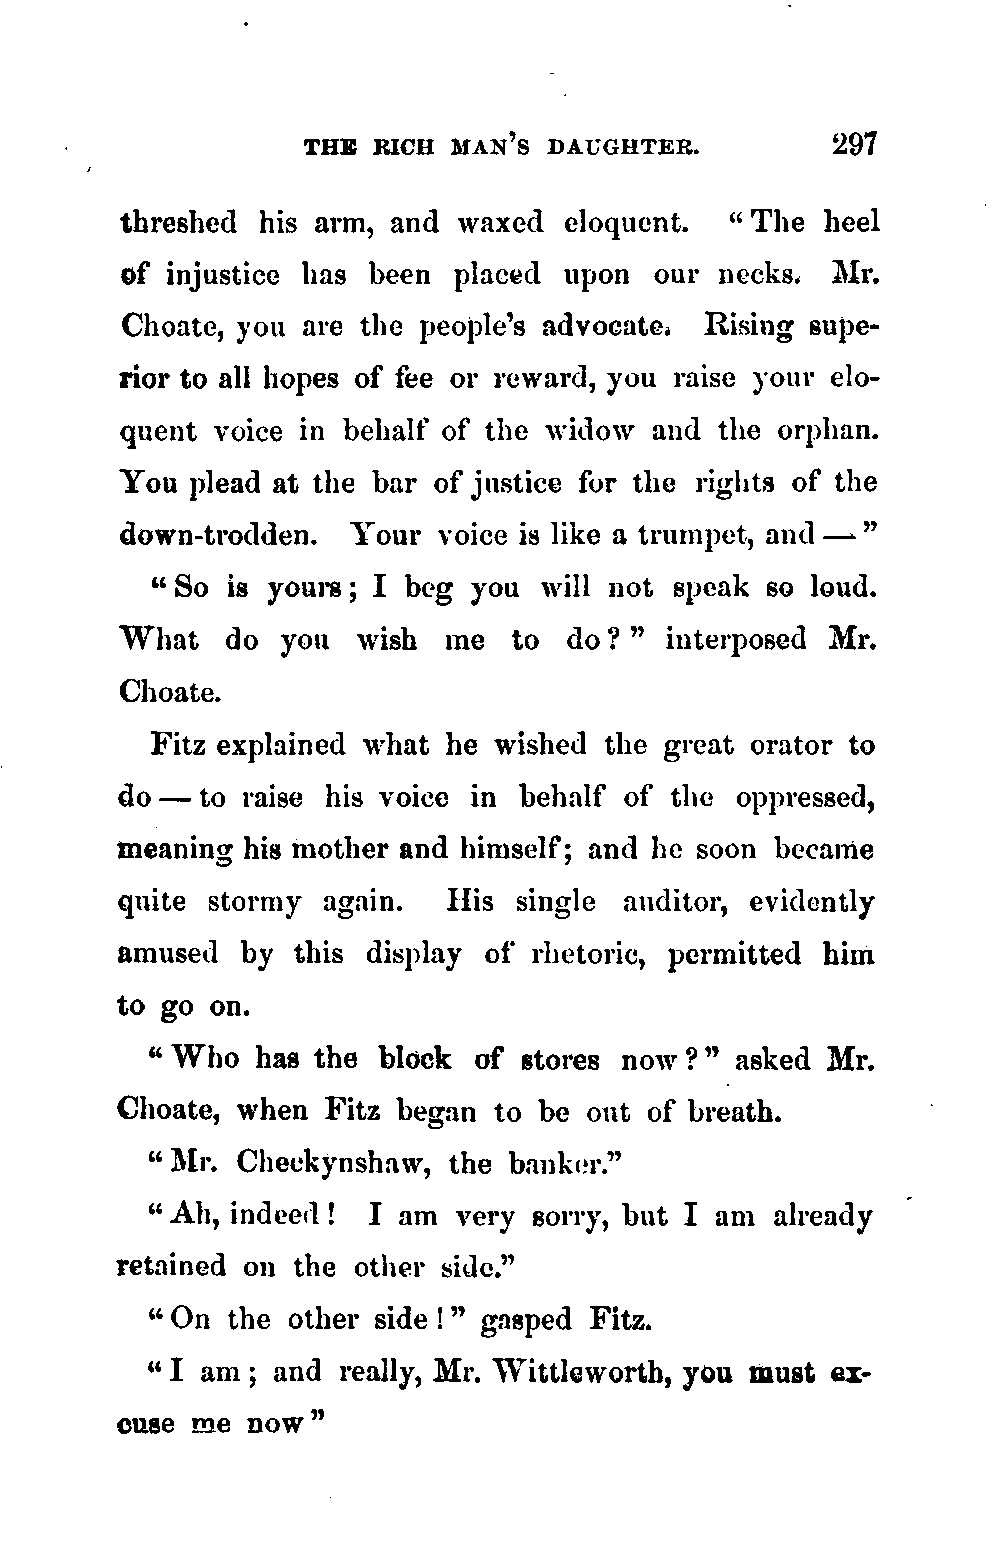 THE RICH MAN'S DAUGHTER. 297
threshed his arm, and waxed eloquent. “The heel
of injustice has been placed upon our necks. Mr.
Choate, you are the people's advocate. Rising supe-
rior to all hopes of fee or reward, you raise your elo-
quent voice in behalf of the widow and the orphan.
You plead at the bar of justice for the rights of the
down-trodden. Your voice is like a trumpet, and —”
“So is yours; I beg you will not speak so loud.
What do you wish me to do?” interposed Mr.
Choate.
Fitz explained what he wished the great orator to
do — to raise his voice in behalf of the oppressed,
meaning his mother and himself; and he soon became
quite stormy again. His single auditor, evidently
amused by this display of rhetoric, permitted him
to go on.
“Who has the block of stores now?” asked Mr.
Choate, when Fitz began to be out of breath.
“Mr. Checkynshaw, the banker.”
“Ah, indeed! I am very sorry, but I am already
retained on the other side.”
“On the other side!” gasped Fitz.
“I am; and really, Mr. Wittleworth, you must ex-
cuse me now”